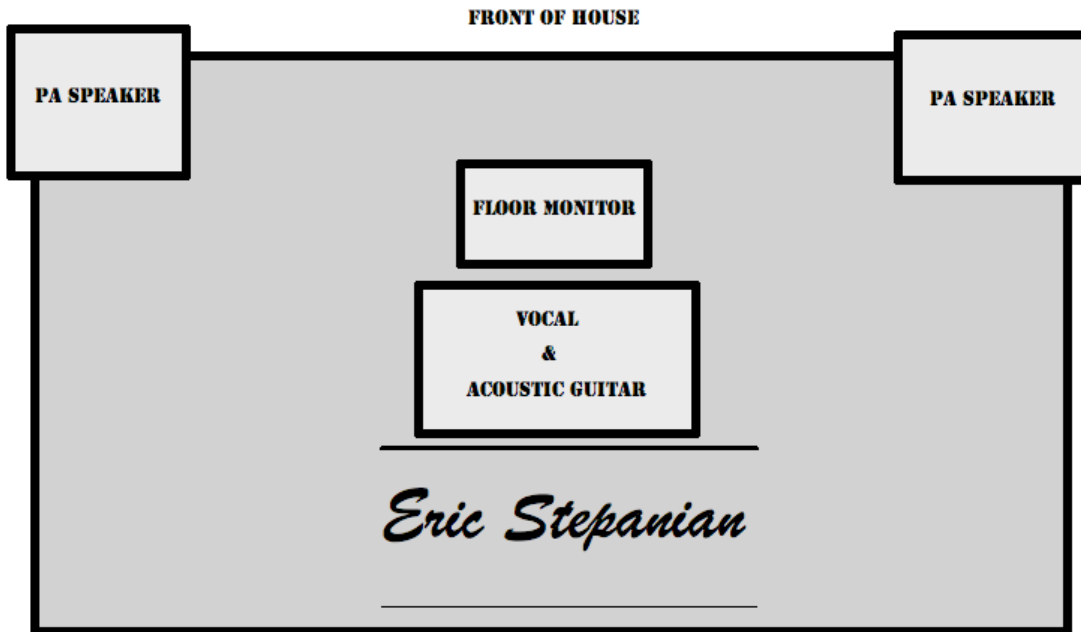 FRONT OF HOUSE
PA SPEAKER
PA SPEAKER
FLOOR MONITOR
VOCAL
&
ACOUSTIC GUITAR
Eric Stepanian